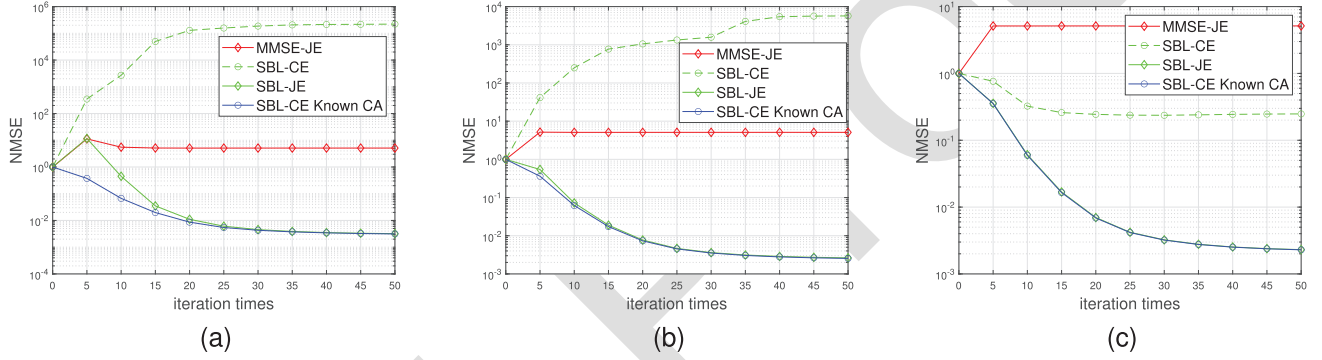 10^6
10^4
10^2
10^0
10^-2
10^-4
NMSE
MMSE-JE
SBL-CE
SBL-JE
SBL-CE Known CA
0 5 10 15 20 25 30 35 40 45 50
iteration times
(a)
10^4
10^3
10^2
10^1
10^0
10^-1
10^-2
10^-3
NMSE
MMSE-JE
SBL-CE
SBL-JE
SBL-CE Known CA
0 5 10 15 20 25 30 35 40 45 50
iteration times
(b)
10^1
10^0
10^-1
10^-2
10^-3
NMSE
MMSE-JE
SBL-CE
SBL-JE
SBL-CE Known CA
0 5 10 15 20 25 30 35 40 45 50
iteration times
(c)